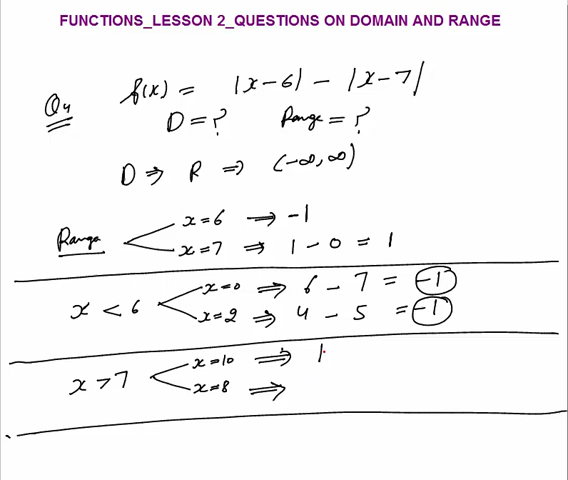 FUNCTIONS_LESSON 2_QUESTIONS ON DOMAIN AND RANGE
Q4 f(x) = |x-6| - |x-7|
D = ? Range = ?
D ⇒ R ⇒ (-∞, ∞)
Range x=6 ⇒ -1
x=7 ⇒ 1 - 0 = 1
x < 6 x=0 ⇒ 6 - 7 = -1
x=2 ⇒ 4 - 5 = -1
x > 7 x=10 ⇒ 1
x=8 ⇒